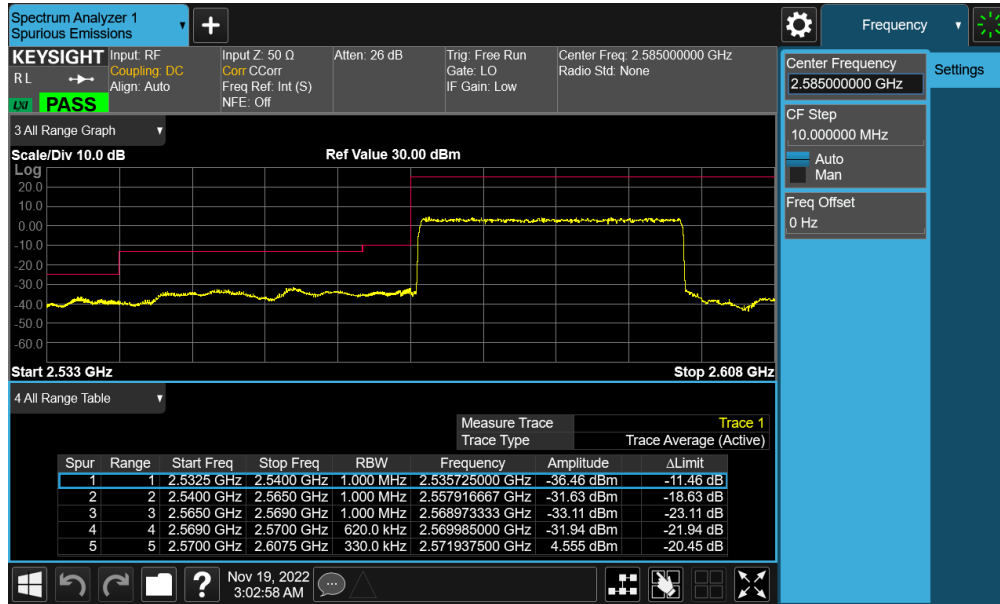 Spectrum Analyzer 1
Spurious Emissions
+
Frequency
KEYSIGHT
R L
LXI
PASS
Input: RF
Coupling: DC
Align: Auto
Input Z: 50 Ω
Corr CCorr
Freq Ref: Int (S)
NFE: Off
Atten: 26 dB
Trig: Free Run
Gate: LO
IF Gain: Low
Center Freq: 2.585000000 GHz
Radio Std: None
Center Frequency
2.585000000 GHz
Settings
CF Step
10.000000 MHz
Auto
Man
Freq Offset
0 Hz
3 All Range Graph
Scale/Div 10.0 dB
Ref Value 30.00 dBm
Log
20.0
10.0
0.00
-10.0
-20.0
-30.0
-40.0
-50.0
-60.0
Start 2.533 GHz
Stop 2.608 GHz
4 All Range Table
Measure Trace Trace 1
Trace Type Trace Average (Active)
Spur Range Start Freq Stop Freq RBW Frequency Amplitude ΔLimit
1 1 2.5325 GHz 2.5400 GHz 1.000 MHz 2.535725000 GHz -36.46 dBm -11.46 dB
2 2 2.5400 GHz 2.5650 GHz 1.000 MHz 2.557916667 GHz -31.63 dBm -18.63 dB
3 3 2.5650 GHz 2.5690 GHz 1.000 MHz 2.568973333 GHz -33.11 dBm -23.11 dB
4 4 2.5690 GHz 2.5700 GHz 620.0 kHz 2.569985000 GHz -31.94 dBm -21.94 dB
5 5 2.5700 GHz 2.6075 GHz 330.0 kHz 2.571937500 GHz 4.555 dBm -20.45 dB
?
Nov 19, 2022
3:02:58 AM